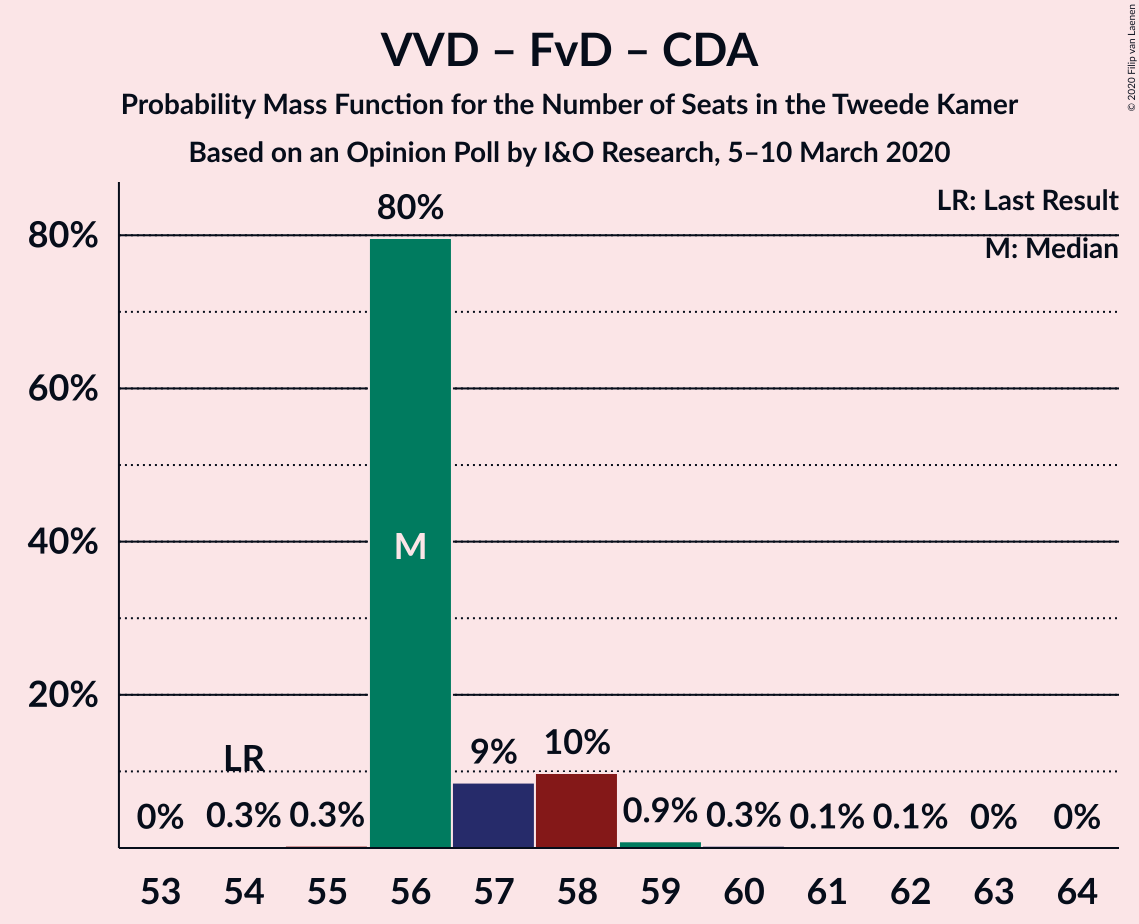 VVD – FvD – CDA
Probability Mass Function for the Number of Seats in the Tweede Kamer
Based on an Opinion Poll by I&O Research, 5–10 March 2020
© 2020 Filip van Laenen
LR: Last Result
M: Median
80%
60%
40%
20%
0%
LR
0.3%
0.3%
80%
M
9%
10%
0.9%
0.3%
0.1%
0.1%
0%
0%
53 54 55 56 57 58 59 60 61 62 63 64